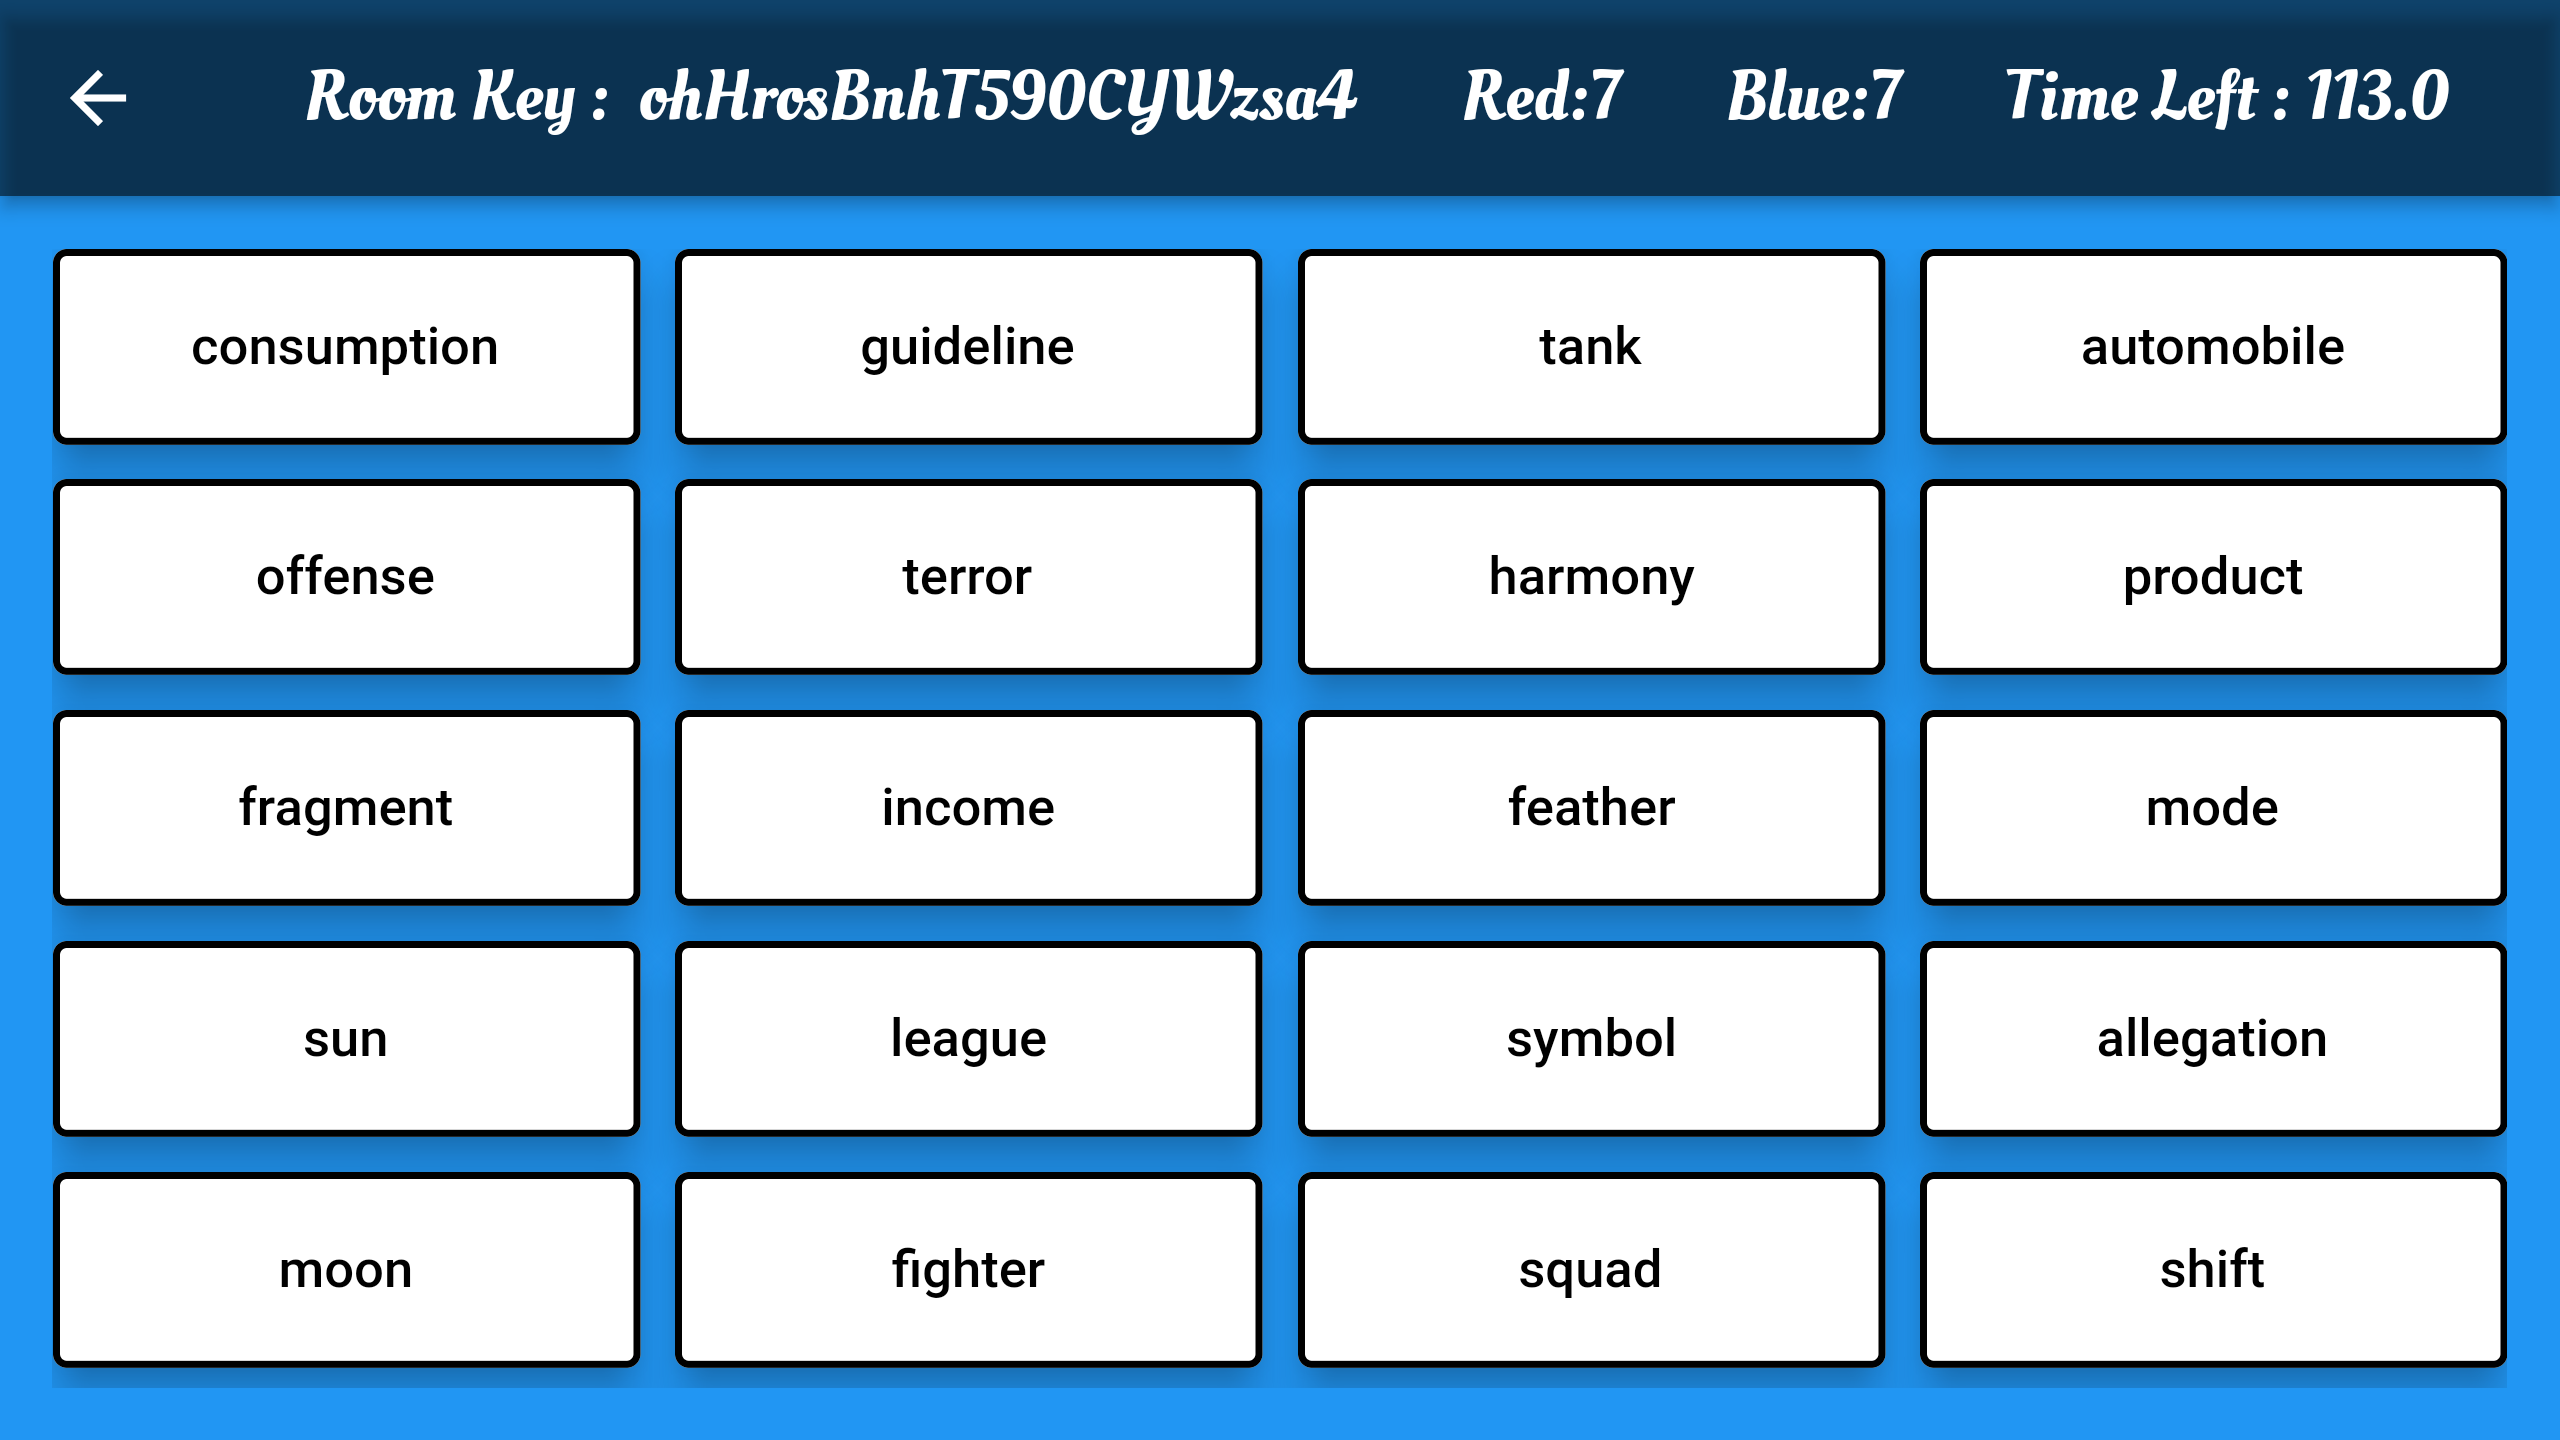 Room Key : ohHrosBnhT590CYWzsa4 Red:7 Blue:7 Time Left : 113.0
consumption guideline tank automobile
offense terror harmony product
fragment income feather mode
sun league symbol allegation
moon fighter squad shift